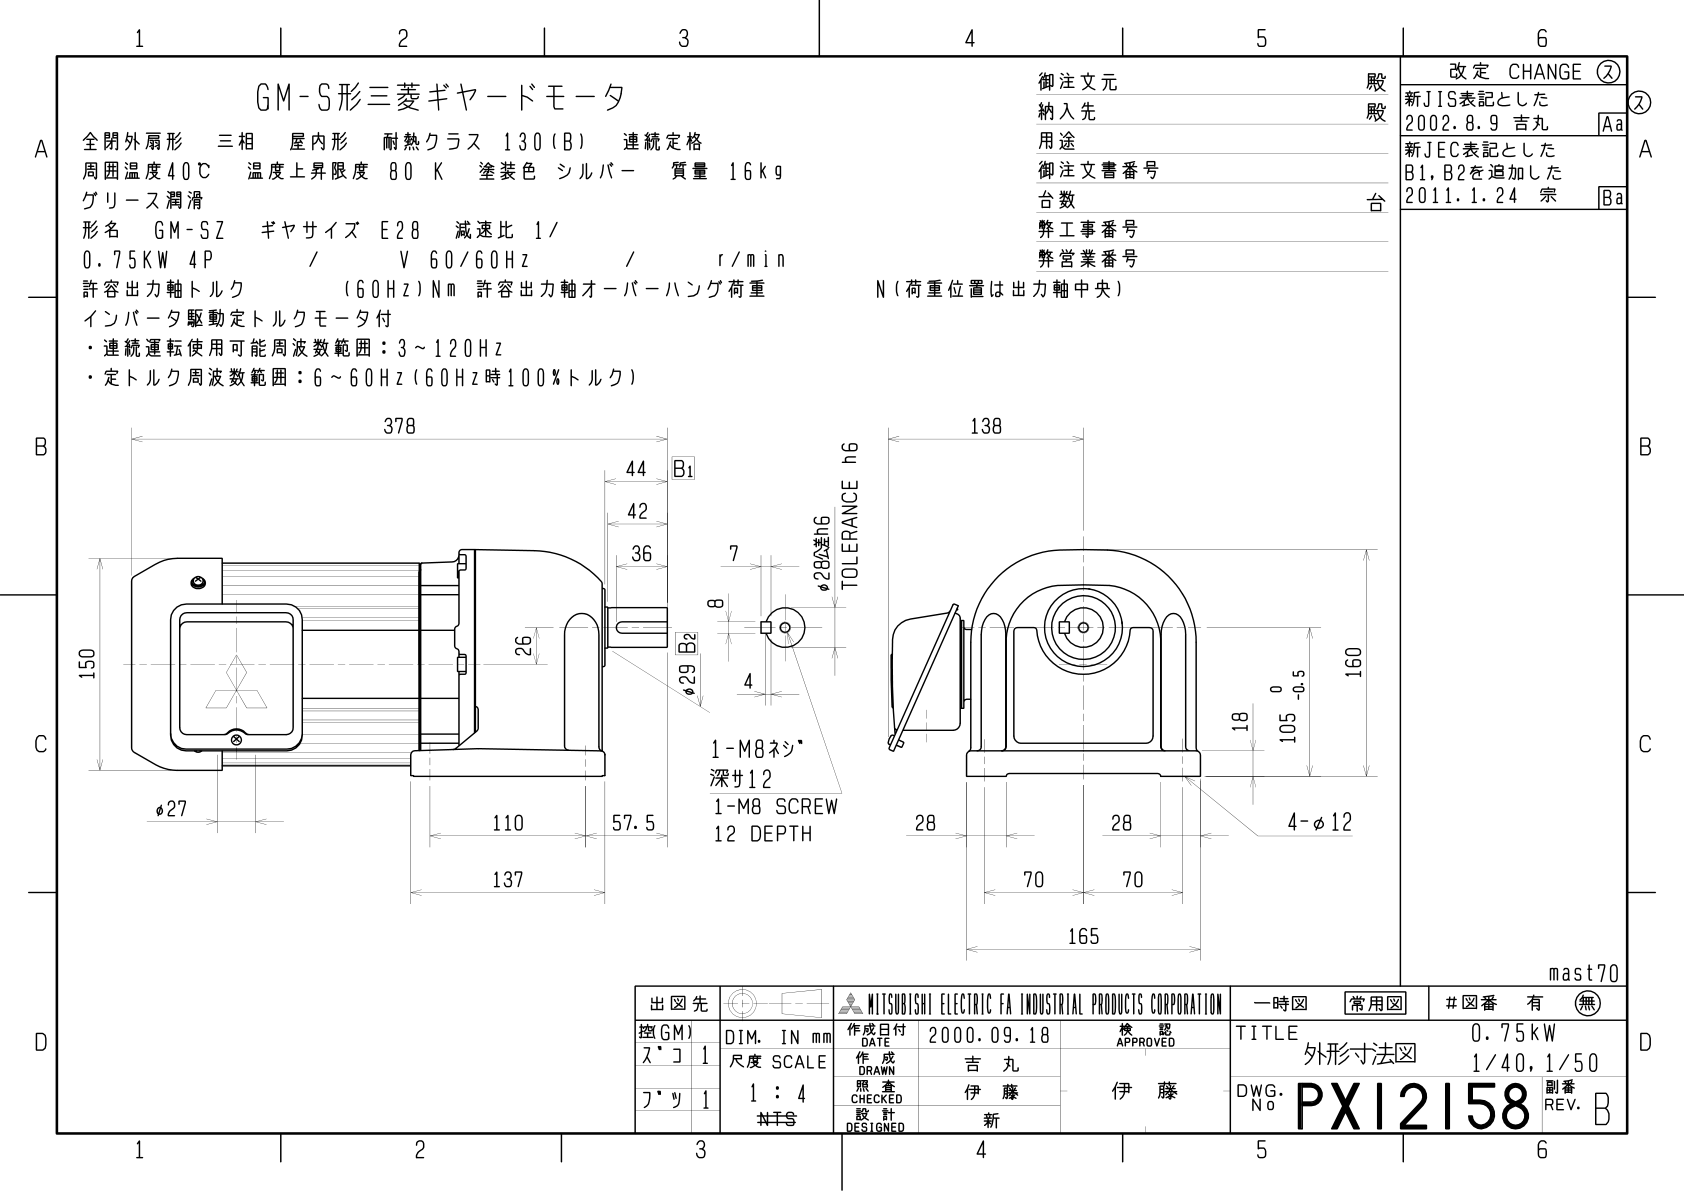 1 2 3 4 5 6
A A
B B
C C
D D
GM-S形三菱ギヤードモータ
全閉外扇形 三相 屋内形 耐熱クラス 130(B) 連続定格
周囲温度40℃ 温度上昇限度 80 K 塗装色 シルバー 質量 16kg
グリース潤滑
形名 GM-SZ ギヤサイズ E28 減速比 1/
0.75KW 4P / V 60/60Hz / r/min
許容出力軸トルク (60Hz)Nm 許容出力軸オーバーハング荷重 N(荷重位置は出力軸中央)
インバータ駆動定トルクモータ付
・連続運転使用可能周波数範囲：3~120Hz
・定トルク周波数範囲：6~60Hz(60Hz時100%トルク)
御注文元 殿
納入先 殿
用途
御注文書番号
台数 台
弊工事番号
弊営業番号
改定 CHANGE ス
新JIS表記とした ス
2002.8.9 吉丸 Aa
新JEC表記とした
B1,B2を追加した
2011.1.24 宗 Ba
378
44 B1
42
36
150
26
φ29 B2
φ27
110 57.5
137
7
8
4
φ28公差h6
TOLERANCE h6
1-M8ネジ
深サ12
1-M8 SCREW
12 DEPTH
138
160
105 0 -0.5
18
28 28
4-φ12
70 70
165
mast70
出図先
控(GM)
ズコ 1
ブツ 1
DIM. IN mm
尺度 SCALE
1 : 4
NTS
MITSUBISHI ELECTRIC FA INDUSTRIAL PRODUCTS CORPORATION
作成日付 DATE 2000.09.18
作成 DRAWN 吉丸
照査 CHECKED 伊藤
設計 DESIGNED 新
検認 APPROVED
伊藤
一時図 常用図 #図番 有 無
TITLE 0.75kW
外形寸法図 1/40,1/50
DWG. No PX12158 副番 REV. B
1 2 3 4 5 6